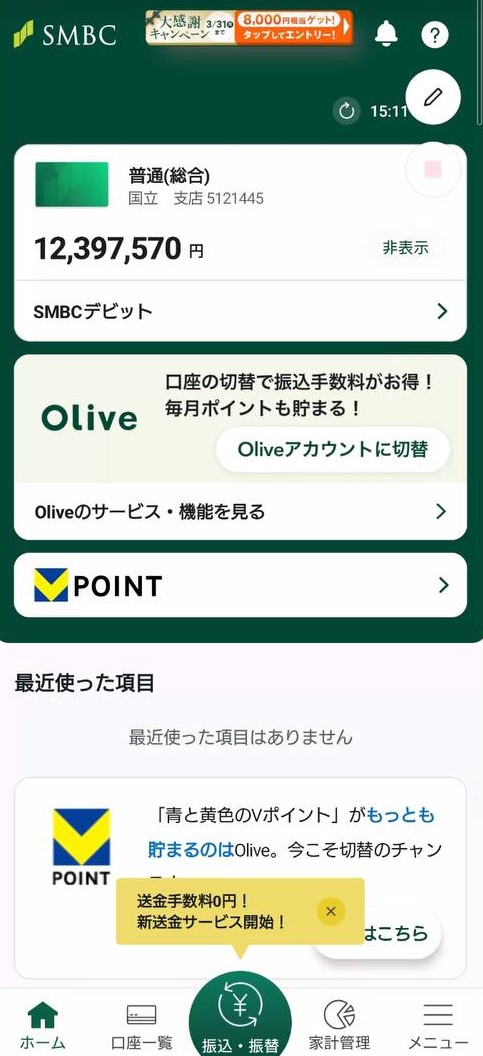 SMBC
大感謝
キャンペーン
3/31まで
8,000円相当ゲット!
タップしてエントリー!
15:11
普通(総合)
国立　支店 5121445
12,397,570 円
非表示
SMBCデビット
Olive
口座の切替で振込手数料がお得！
毎月ポイントも貯まる！
Oliveアカウントに切替
Oliveのサービス・機能を見る
V POINT
最近使った項目
最近使った項目はありません
「青と黄色のVポイント」がもっとも
貯まるのはOlive。今こそ切替のチャン
V POINT
送金手数料0円！
新送金サービス開始！
はこちら
ホーム
口座一覧
振込・振替
家計管理
メニュー